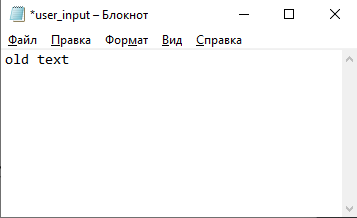 *user_input – Блокнот
Файл Правка Формат Вид Справка
old text